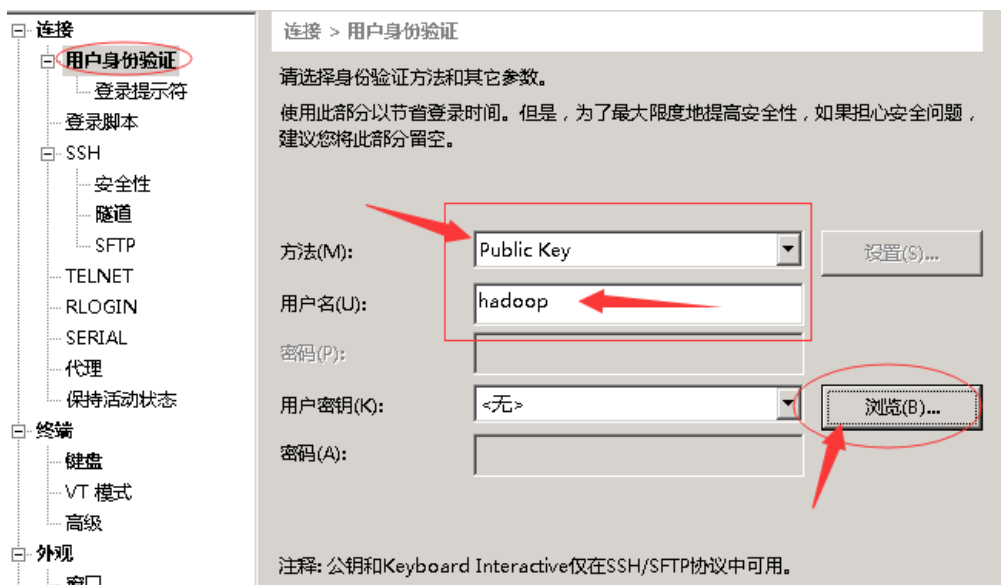 连接
用户身份验证
登录提示符
登录脚本
SSH
安全性
隧道
SFTP
TELNET
RLOGIN
SERIAL
代理
保持活动状态
终端
键盘
VT 模式
高级
外观
窗口
连接 > 用户身份验证
请选择身份验证方法和其它参数。
使用此部分以节省登录时间。但是，为了最大限度地提高安全性，如果担心安全问题，
建议您将此部分留空。
方法(M): Public Key 设置(S)...
用户名(U): hadoop
密码(P):
用户密钥(K): <无> 浏览(B)...
密码(A):
注释: 公钥和Keyboard Interactive仅在SSH/SFTP协议中可用。